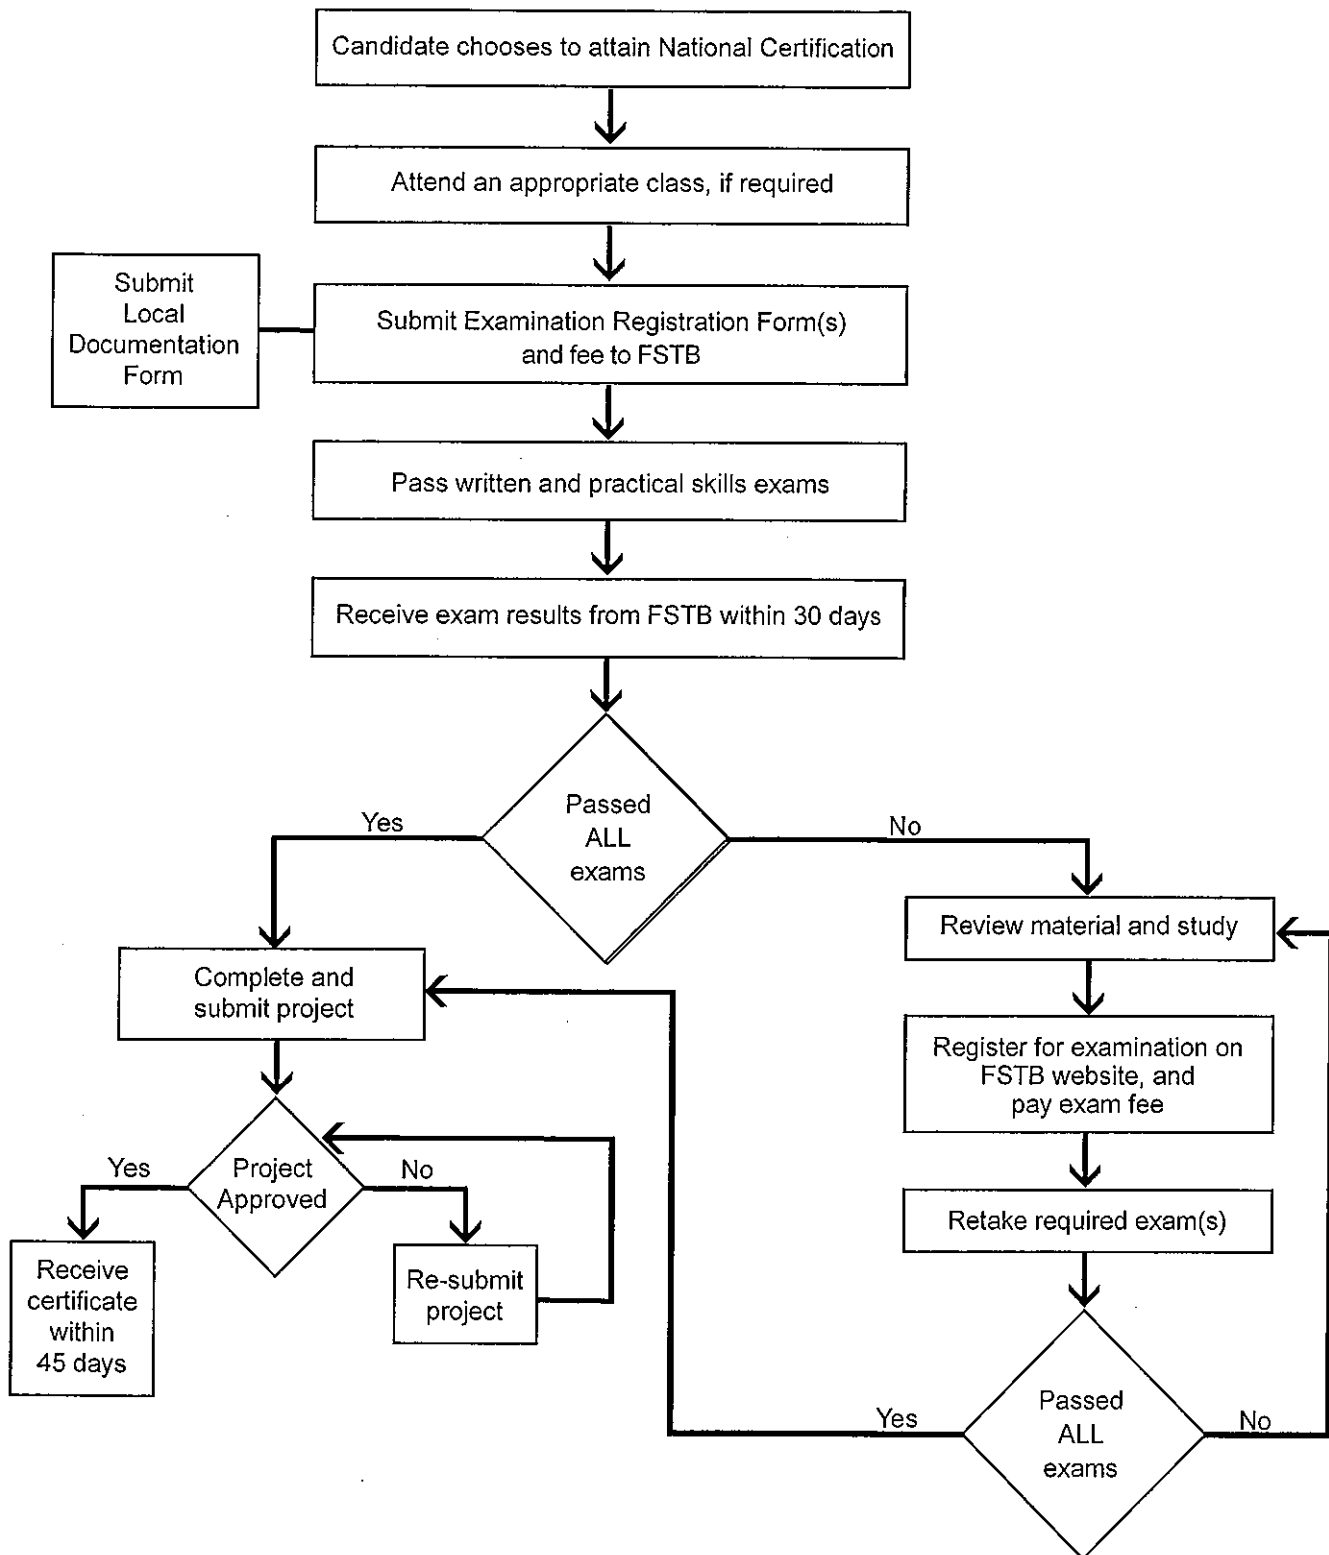 Candidate chooses to attain National Certification
Attend an appropriate class, if required
Submit
Local
Documentation
Form
Submit Examination Registration Form(s)
and fee to FSTB
Pass written and practical skills exams
Receive exam results from FSTB within 30 days
Passed
ALL
exams
Yes
No
Complete and
submit project
Review material and study
Register for examination on
FSTB website, and
pay exam fee
Project
Approved
Yes
No
Retake required exam(s)
Receive
certificate
within
45 days
Re-submit
project
Passed
ALL
exams
Yes
No